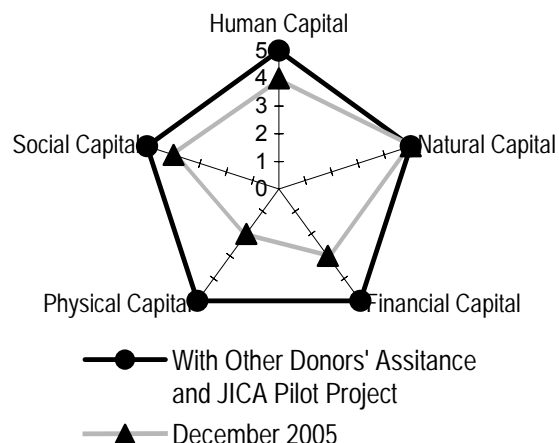 Human Capital
5
4
3
2
1
0
Social Capital
Natural Capital
Physical Capital
Financial Capital
With Other Donors' Assitance
and JICA Pilot Project
December 2005